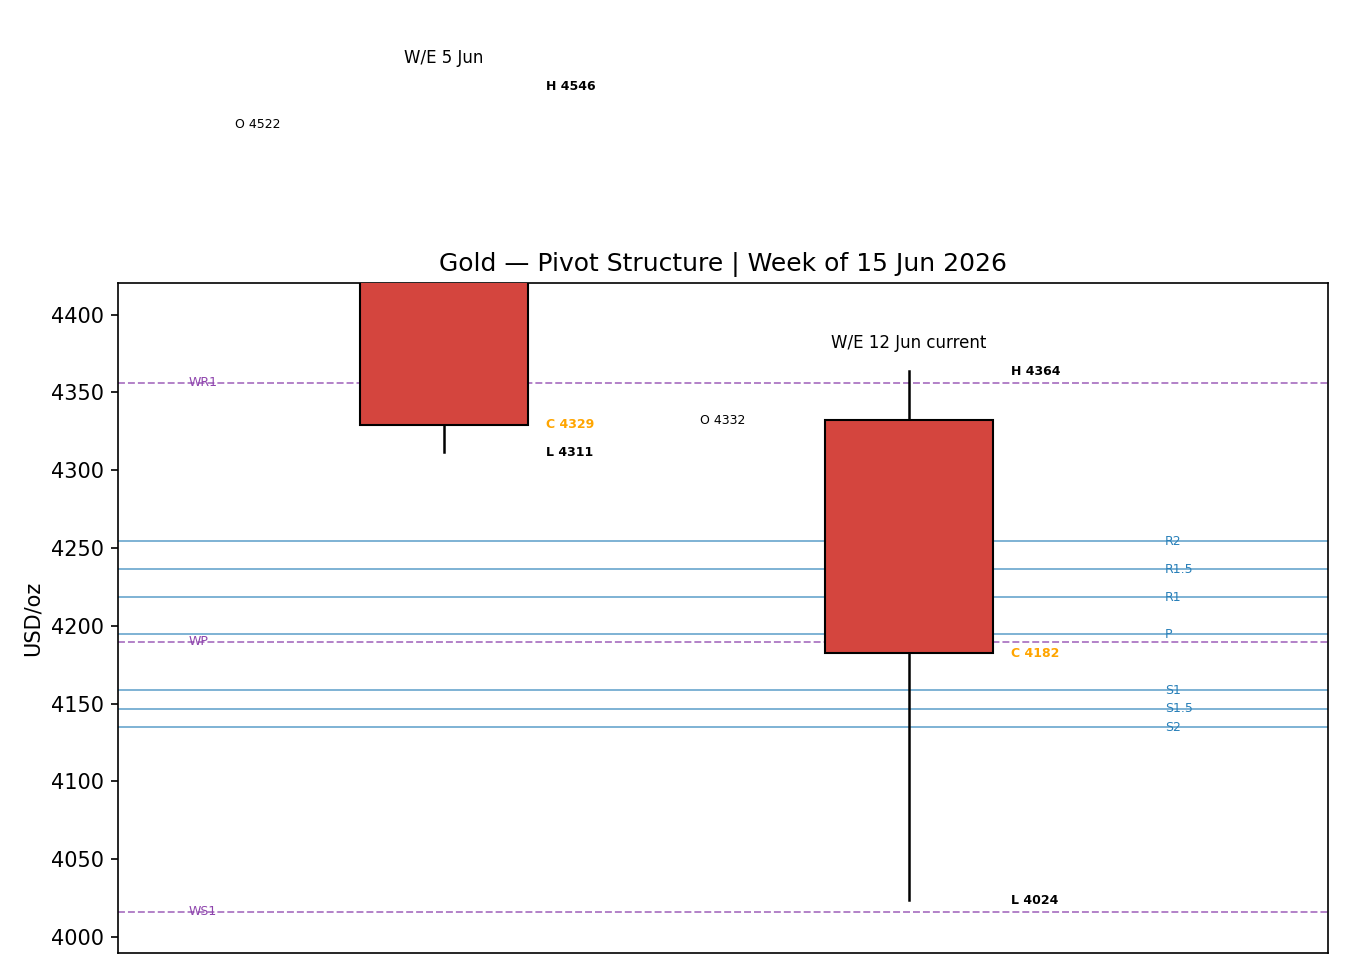 W/E 5 Jun
H 4546
O 4522
Gold — Pivot Structure | Week of 15 Jun 2026
4400
W/E 12 Jun current
H 4364
WR1
4350
C 4329
O 4332
L 4311
4300
4250
R2
R1.5
R1
4200
P
WP
C 4182
USD/oz
S1
4150
S1.5
S2
4100
4050
L 4024
WS1
4000